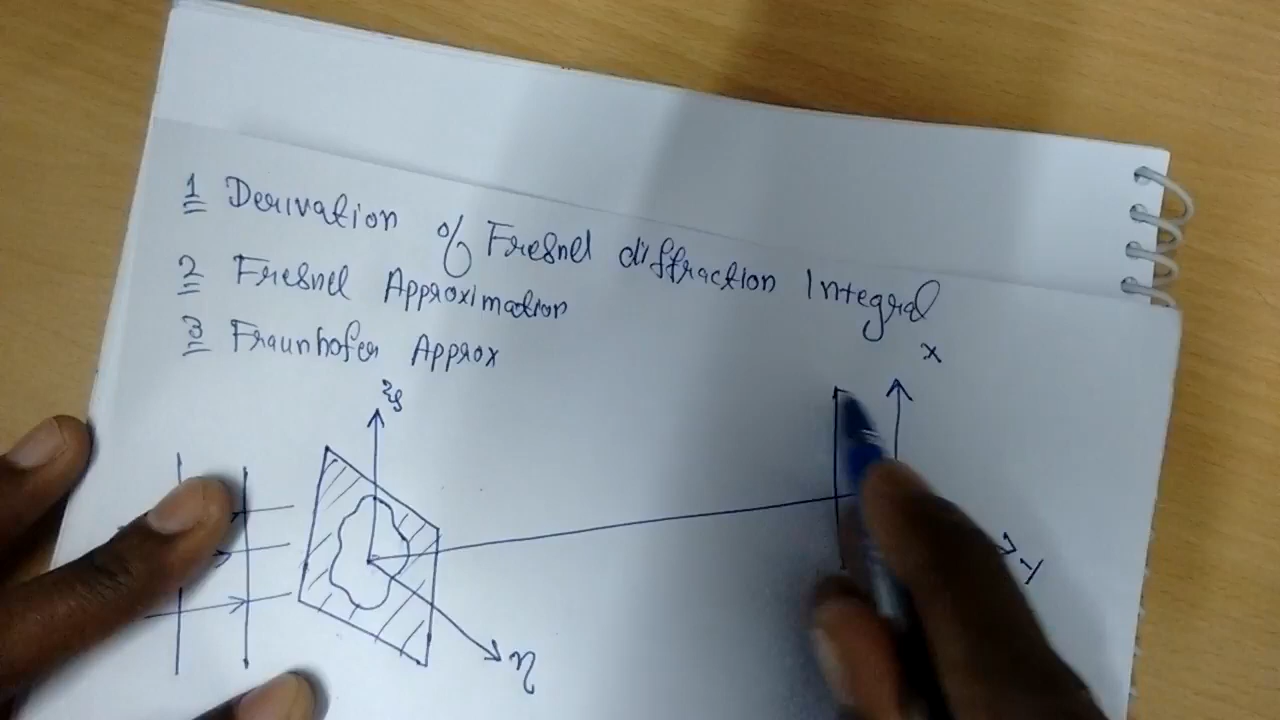 1 Derivation of Fresnel diffraction Integral
2 Fresnel Approximation
3 Fraunhofer Approx
x
ξ
y
η